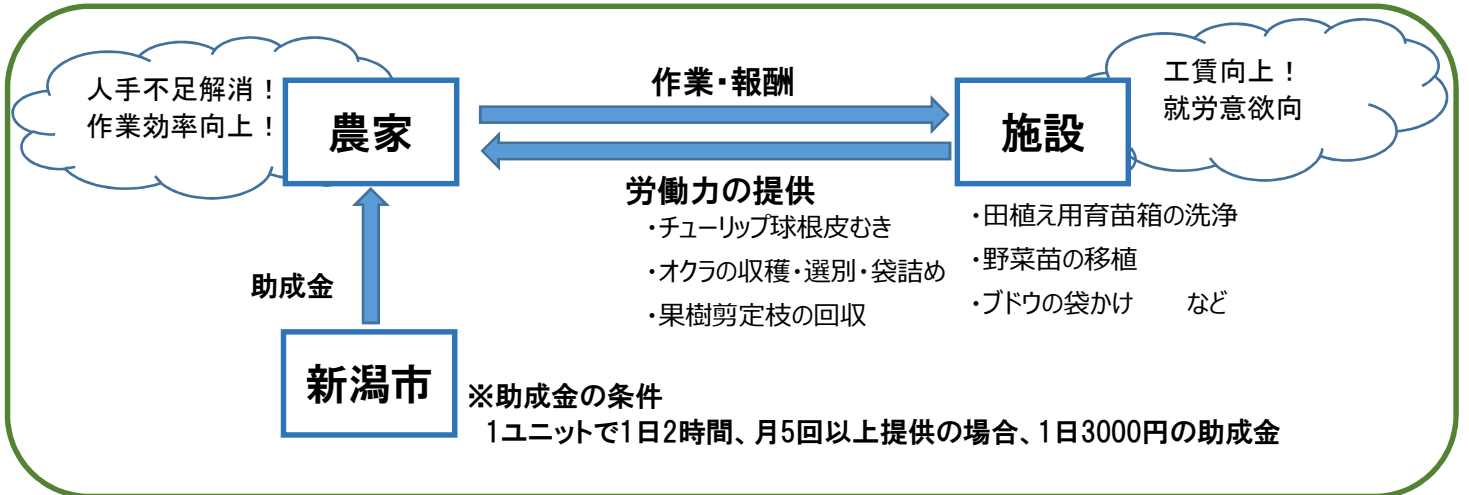 人手不足解消！
作業効率向上！
農家
作業・報酬
施設
工賃向上！
就労意欲向
労働力の提供
・チューリップ球根皮むき
・オクラの収穫・選別・袋詰め
・果樹剪定枝の回収
・田植え用育苗箱の洗浄
・野菜苗の移植
・ブドウの袋かけ　　など
助成金
新潟市
※助成金の条件
1ユニットで1日2時間、月5回以上提供の場合、1日3000円の助成金